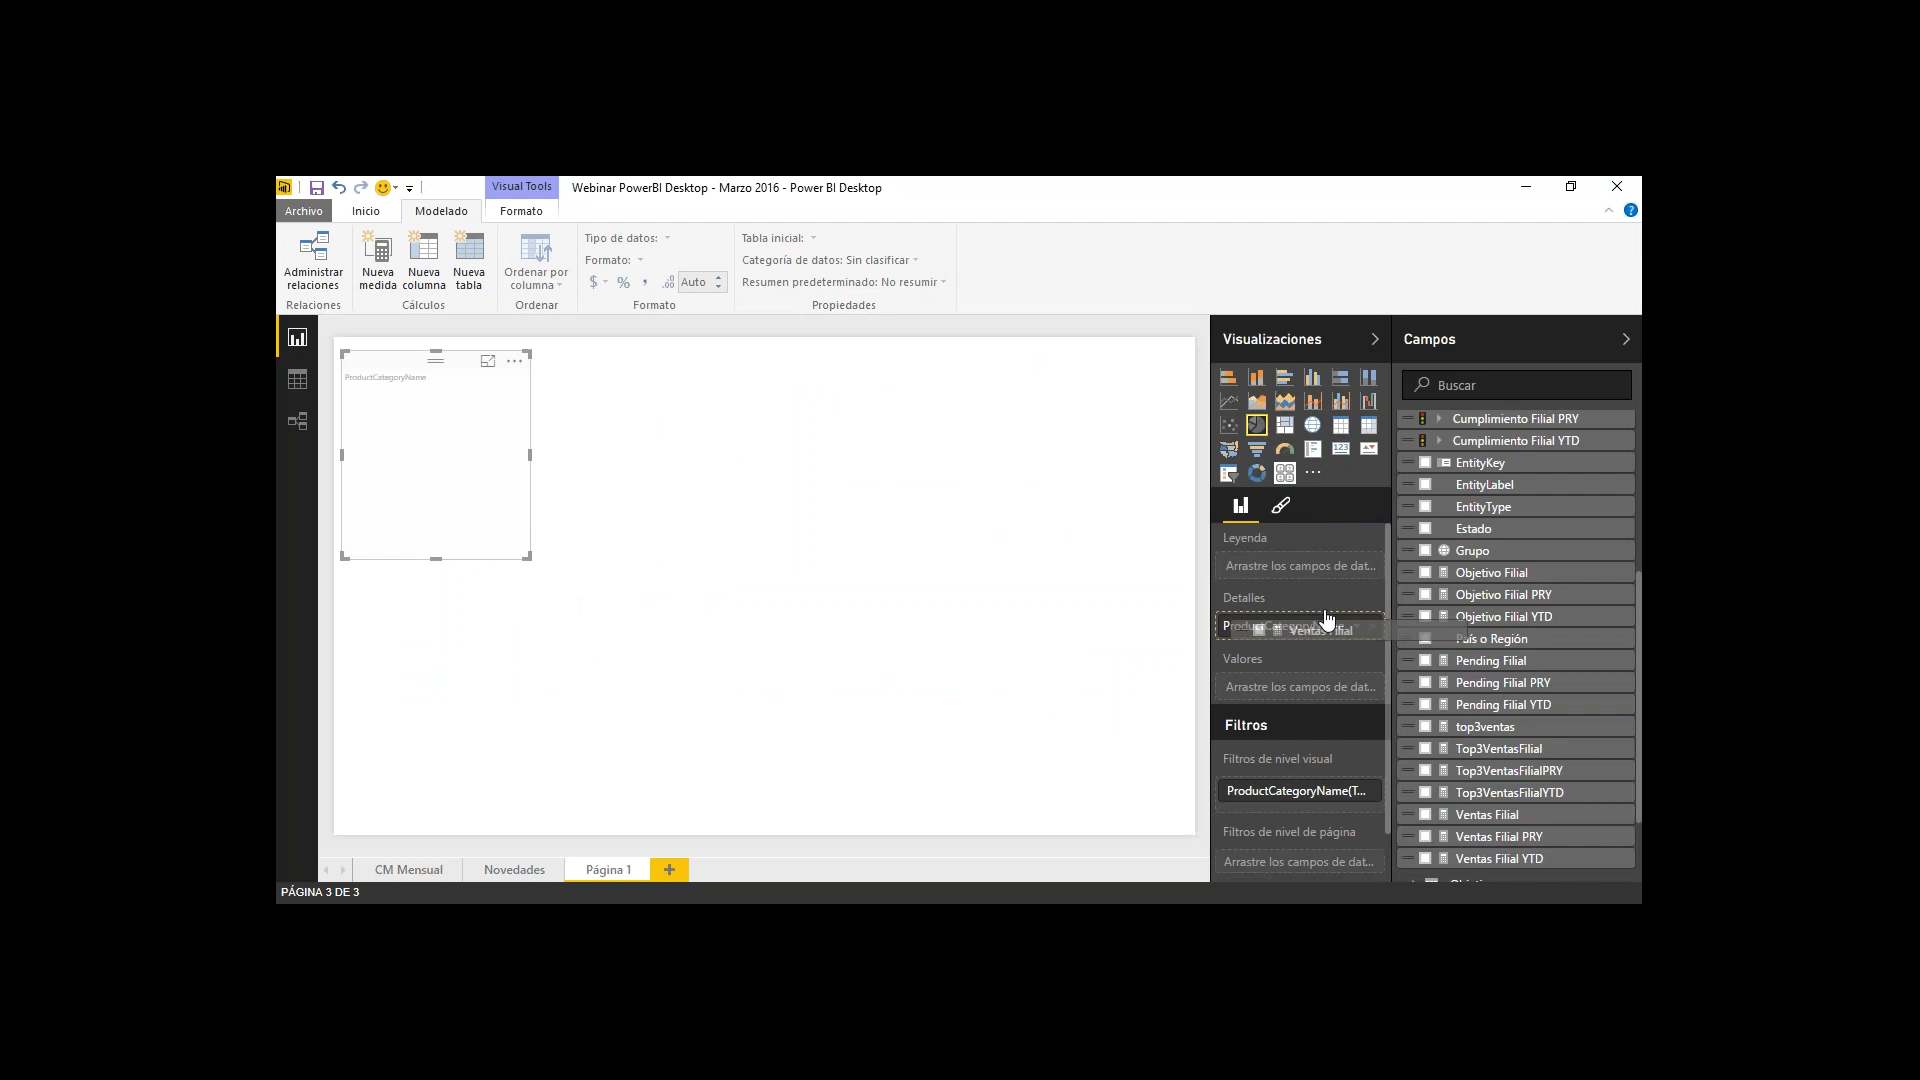 Visual Tools
Webinar PowerBI Desktop - Marzo 2016 - Power BI Desktop
Archivo
Inicio
Modelado
Formato
Administrar relaciones
Nueva medida
Nueva columna
Nueva tabla
Ordenar por columna
Tipo de datos:
Formato:
$ % , .00 Auto
Tabla inicial:
Categoría de datos: Sin clasificar
Resumen predeterminado: No resumir
Relaciones
Cálculos
Ordenar
Formato
Propiedades
ProductCategoryName
Visualizaciones
123
Leyenda
Arrastre los campos de dat...
Detalles
Ventas Filial
Valores
Arrastre los campos de dat...
Filtros
Filtros de nivel visual
ProductCategoryName(T...
Filtros de nivel de página
Arrastre los campos de dat...
Campos
Buscar
Cumplimiento Filial PRY
Cumplimiento Filial YTD
EntityKey
EntityLabel
EntityType
Estado
Grupo
Objetivo Filial
Objetivo Filial PRY
Objetivo Filial YTD
País o Región
Pending Filial
Pending Filial PRY
Pending Filial YTD
top3ventas
Top3VentasFilial
Top3VentasFilialPRY
Top3VentasFilialYTD
Ventas Filial
Ventas Filial PRY
Ventas Filial YTD
CM Mensual
Novedades
Página 1
PÁGINA 3 DE 3